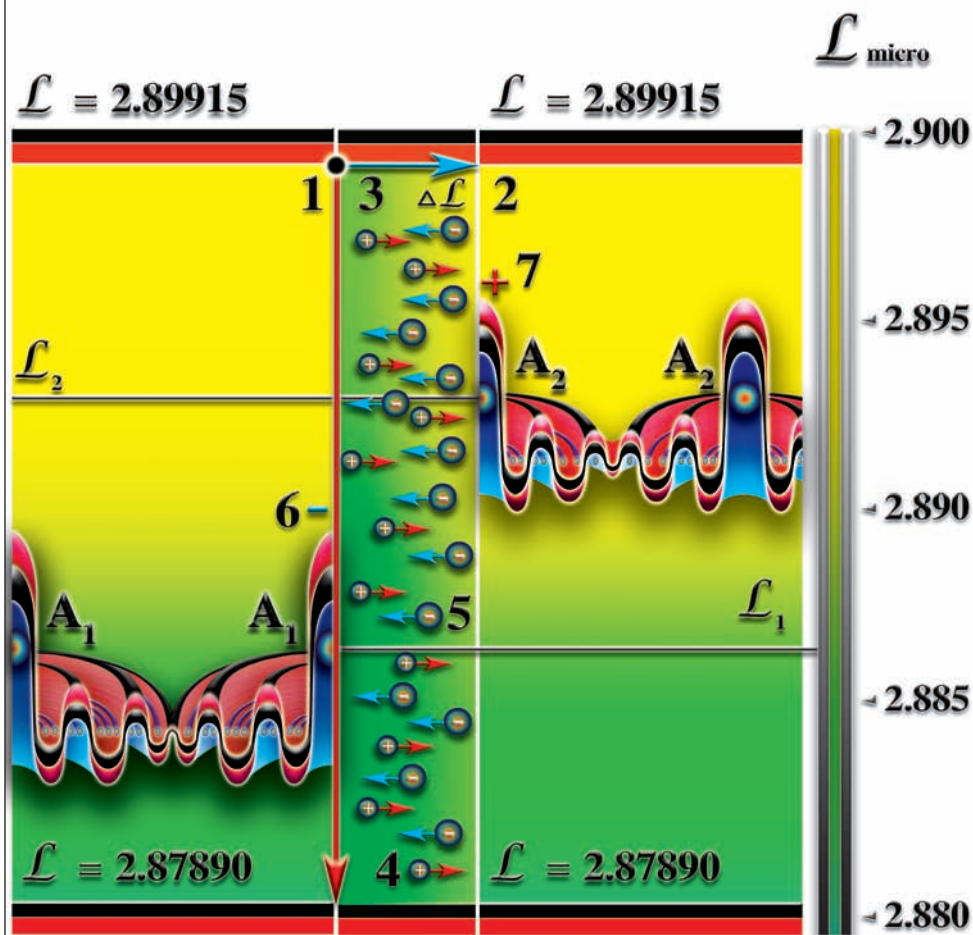 ℒ micro
ℒ = 2.89915 ℒ = 2.89915
2.900
1 3 △ℒ 2
+ 7
2.895
ℒ₂ A₂ A₂
6 −
2.890
A₁ A₁ 5 ℒ₁
2.885
ℒ = 2.87890 4 ℒ = 2.87890
2.880